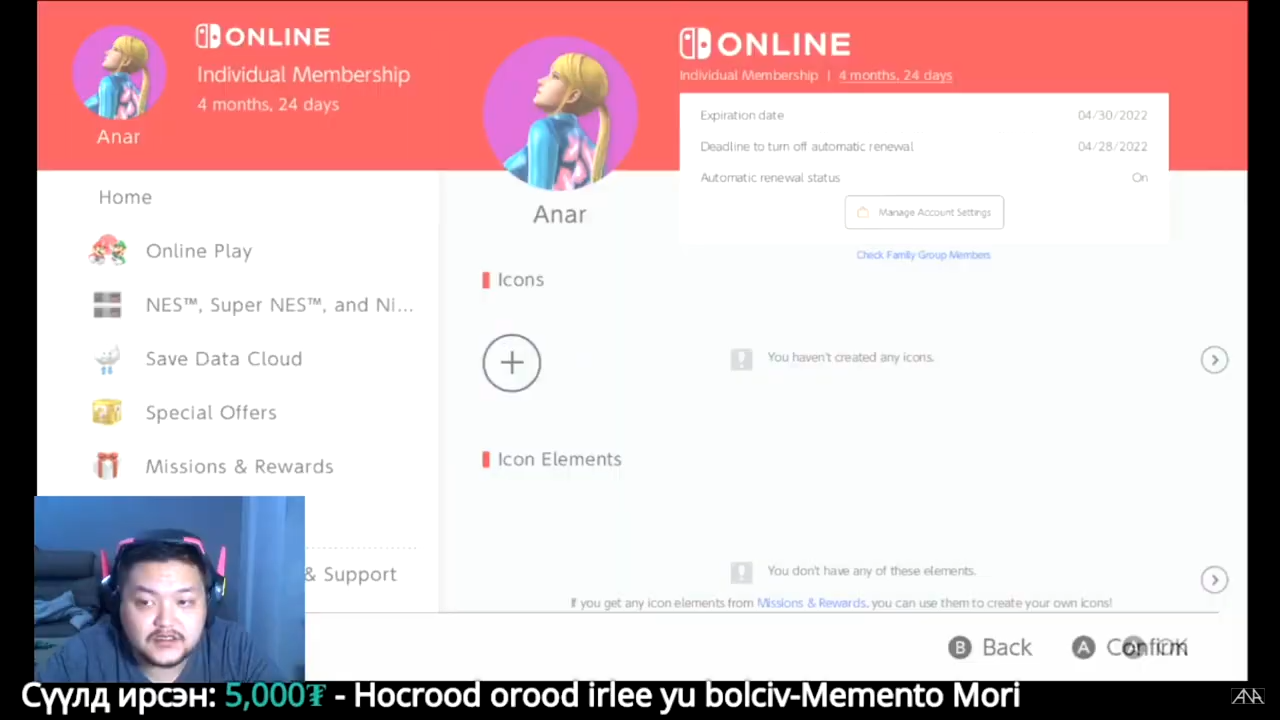 ONLINE
Individual Membership
4 months, 24 days
Anar
Home
Online Play
NES™, Super NES™, and Ni...
Save Data Cloud
Special Offers
Missions & Rewards
& Support
ONLINE
Individual Membership | 4 months, 24 days
Expiration date 04/30/2022
Deadline to turn off automatic renewal 04/28/2022
Automatic renewal status On
Manage Account Settings
Check Family Group Members
Anar
Icons
You haven't created any icons.
Icon Elements
You don't have any of these elements.
If you get any icon elements from Missions & Rewards, you can use them to create your own icons!
B Back A Confirm
Сүүлд ирсэн: 5,000₮ - Hocrood orood irlee yu bolciv-Memento Mori
ANA